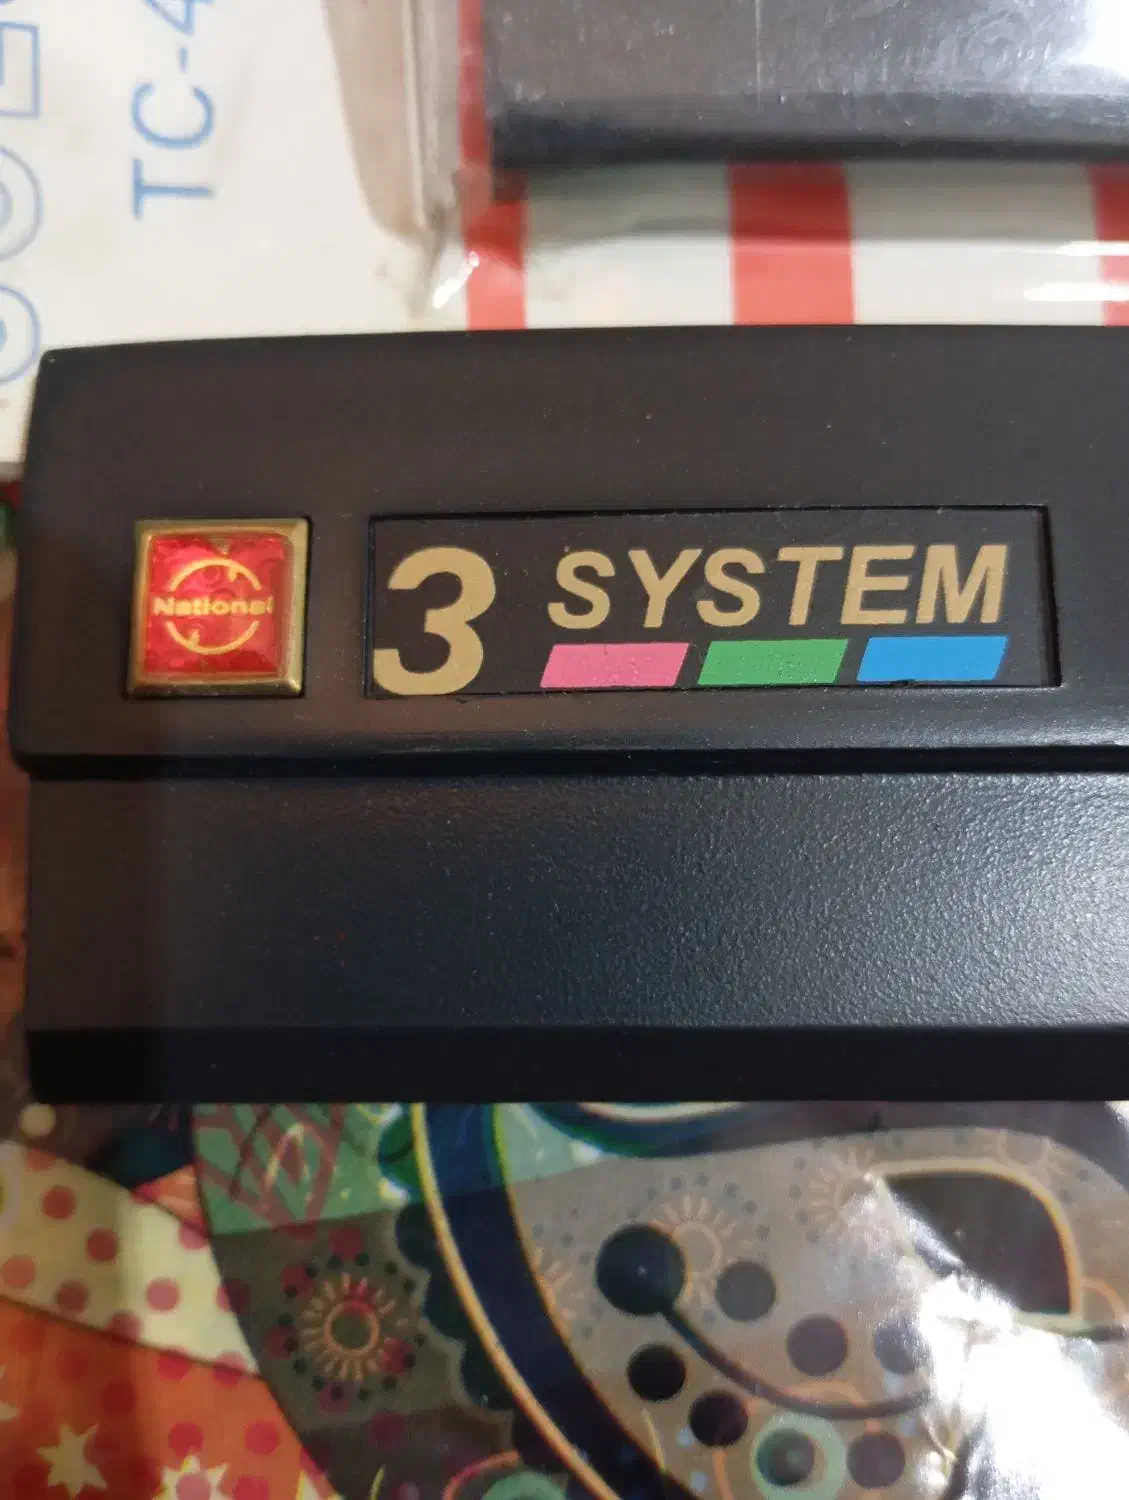 TC-4
National
3 SYSTEM